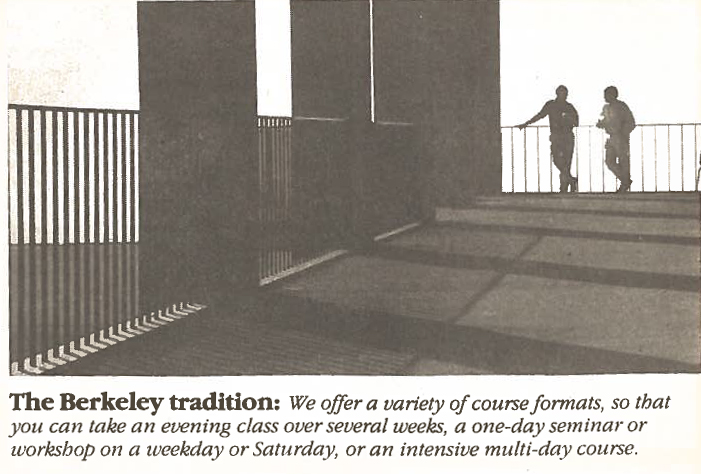 The Berkeley tradition: We offer a variety of course formats, so that
you can take an evening class over several weeks, a one-day seminar or
workshop on a weekday or Saturday, or an intensive multi-day course.